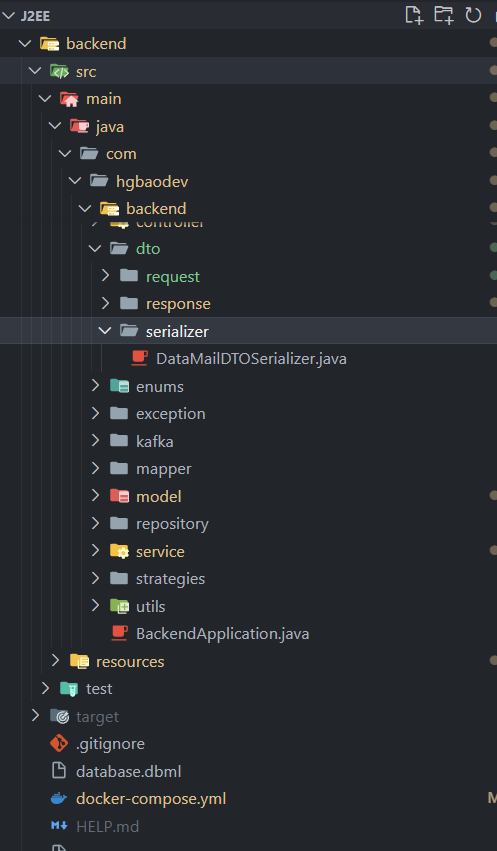 J2EE
backend
src
main
java
com
hgbaodev
backend
controller
dto
request
response
serializer
DataMailDTOSerializer.java
enums
exception
kafka
mapper
model
repository
service
strategies
utils
BackendApplication.java
resources
test
target
.gitignore
database.dbml
docker-compose.yml
M
HELP.md